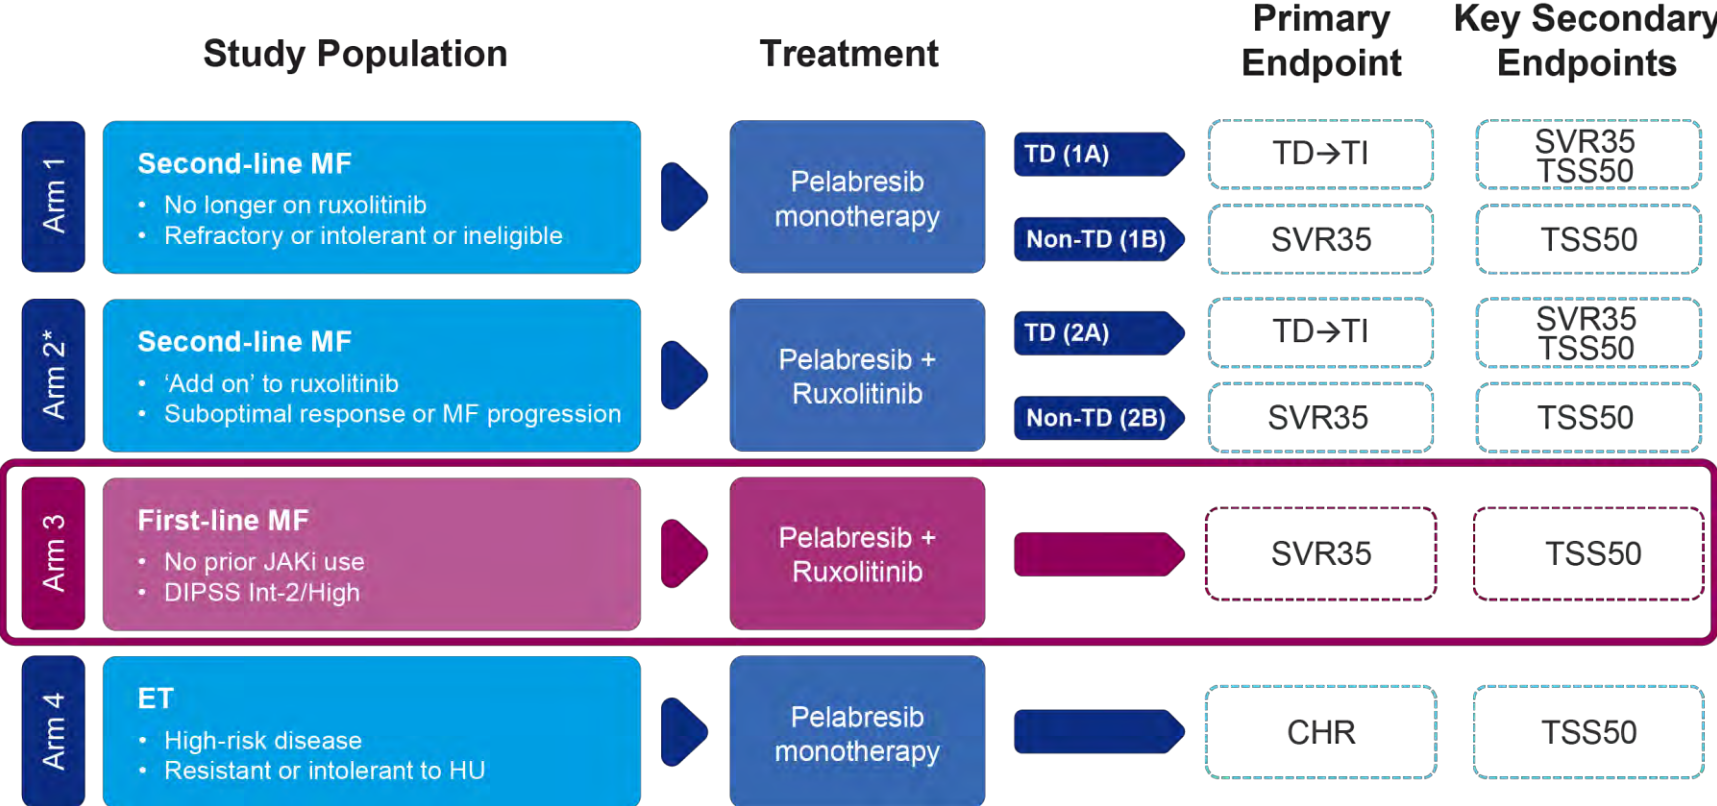 Study Population
Treatment
Primary
Endpoint
Key Secondary
Endpoints
Arm 1
Second-line MF
• No longer on ruxolitinib
• Refractory or intolerant or ineligible
Pelabresib
monotherapy
TD (1A)
TD→TI
SVR35
TSS50
Non-TD (1B)
SVR35
TSS50
Arm 2*
Second-line MF
• ‘Add on’ to ruxolitinib
• Suboptimal response or MF progression
Pelabresib +
Ruxolitinib
TD (2A)
TD→TI
SVR35
TSS50
Non-TD (2B)
SVR35
TSS50
Arm 3
First-line MF
• No prior JAKi use
• DIPSS Int-2/High
Pelabresib +
Ruxolitinib
SVR35
TSS50
Arm 4
ET
• High-risk disease
• Resistant or intolerant to HU
Pelabresib
monotherapy
CHR
TSS50